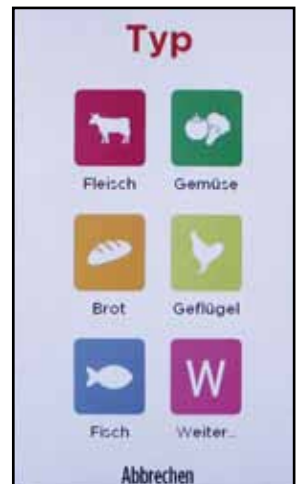 Typ
Fleisch Gemüse
Brot Geflügel
W
Fisch Weiter...
Abbrechen